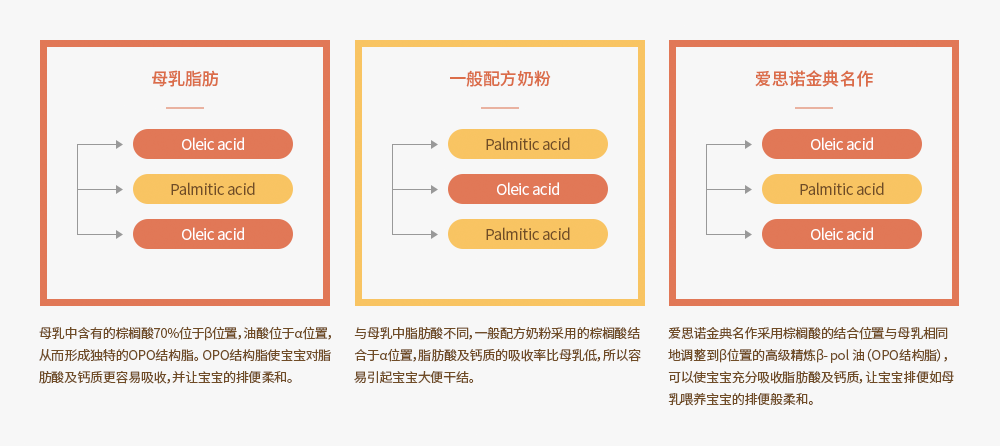 母乳脂肪
Oleic acid
Palmitic acid
Oleic acid
母乳中含有的棕榈酸70%位于β位置，油酸位于α位置，
从而形成独特的OPO结构脂。OPO结构脂使宝宝对脂
肪酸及钙质更容易吸收，并让宝宝的排便柔和。
一般配方奶粉
Palmitic acid
Oleic acid
Palmitic acid
与母乳中脂肪酸不同，一般配方奶粉采用的棕榈酸结
合于α位置，脂肪酸及钙质的吸收率比母乳低，所以容
易引起宝宝大便干结。
爱思诺金典名作
Oleic acid
Palmitic acid
Oleic acid
爱思诺金典名作采用棕榈酸的结合位置与母乳相同
地调整到β位置的高级精炼β- pol 油（OPO结构脂），
可以使宝宝充分吸收脂肪酸及钙质，让宝宝排便如母
乳喂养宝宝的排便般柔和。